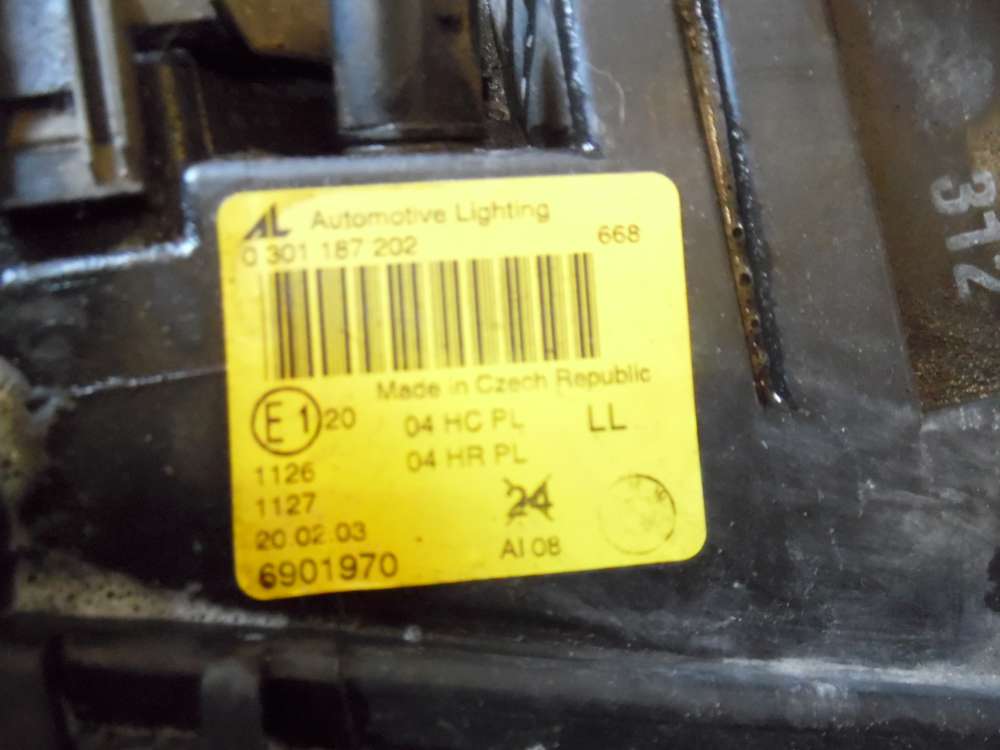 AL Automotive Lighting
0 301 187 202
668
Made in Czech Republic
E1 20 04 HC PL LL
04 HR PL
1126
1127
24
20.02.03
AI 08
6901970
312